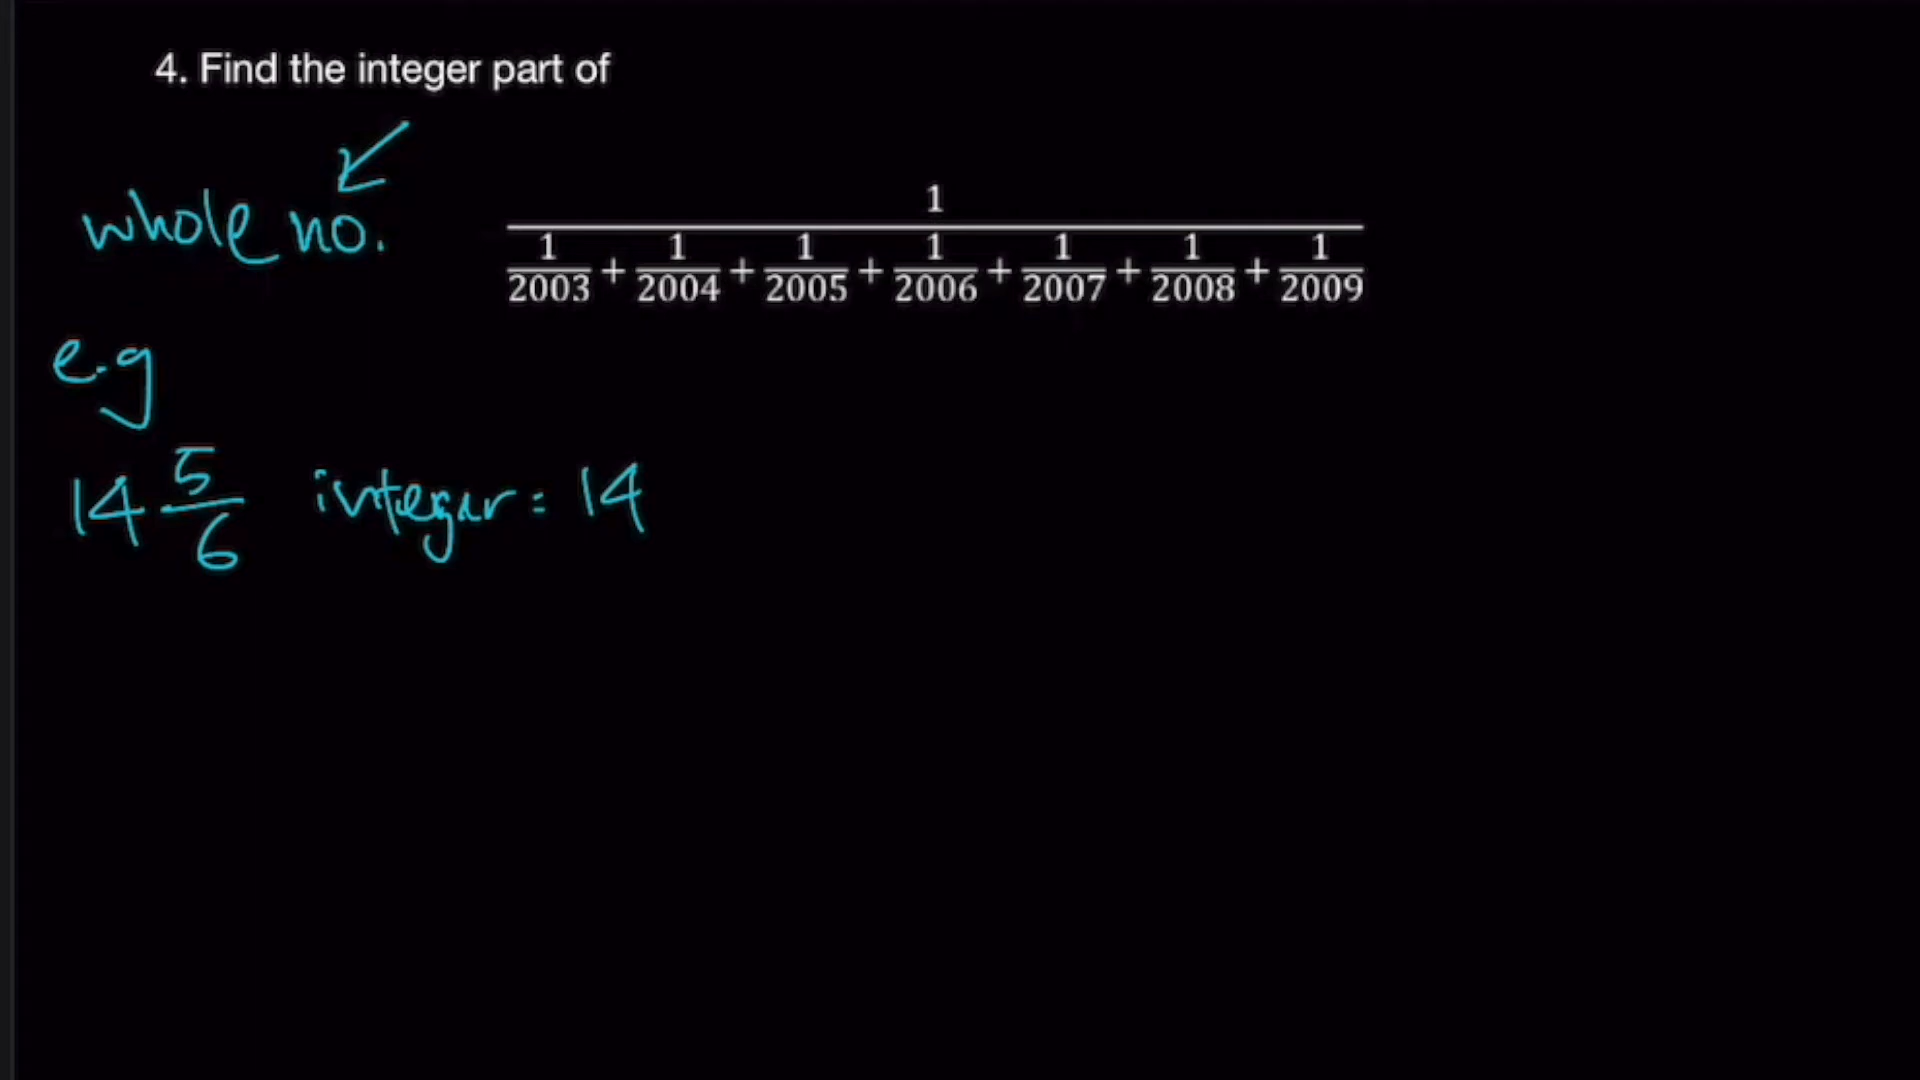 4. Find the integer part of
whole no.
1
1/2003 + 1/2004 + 1/2005 + 1/2006 + 1/2007 + 1/2008 + 1/2009
e.g
14 5/6 integer = 14